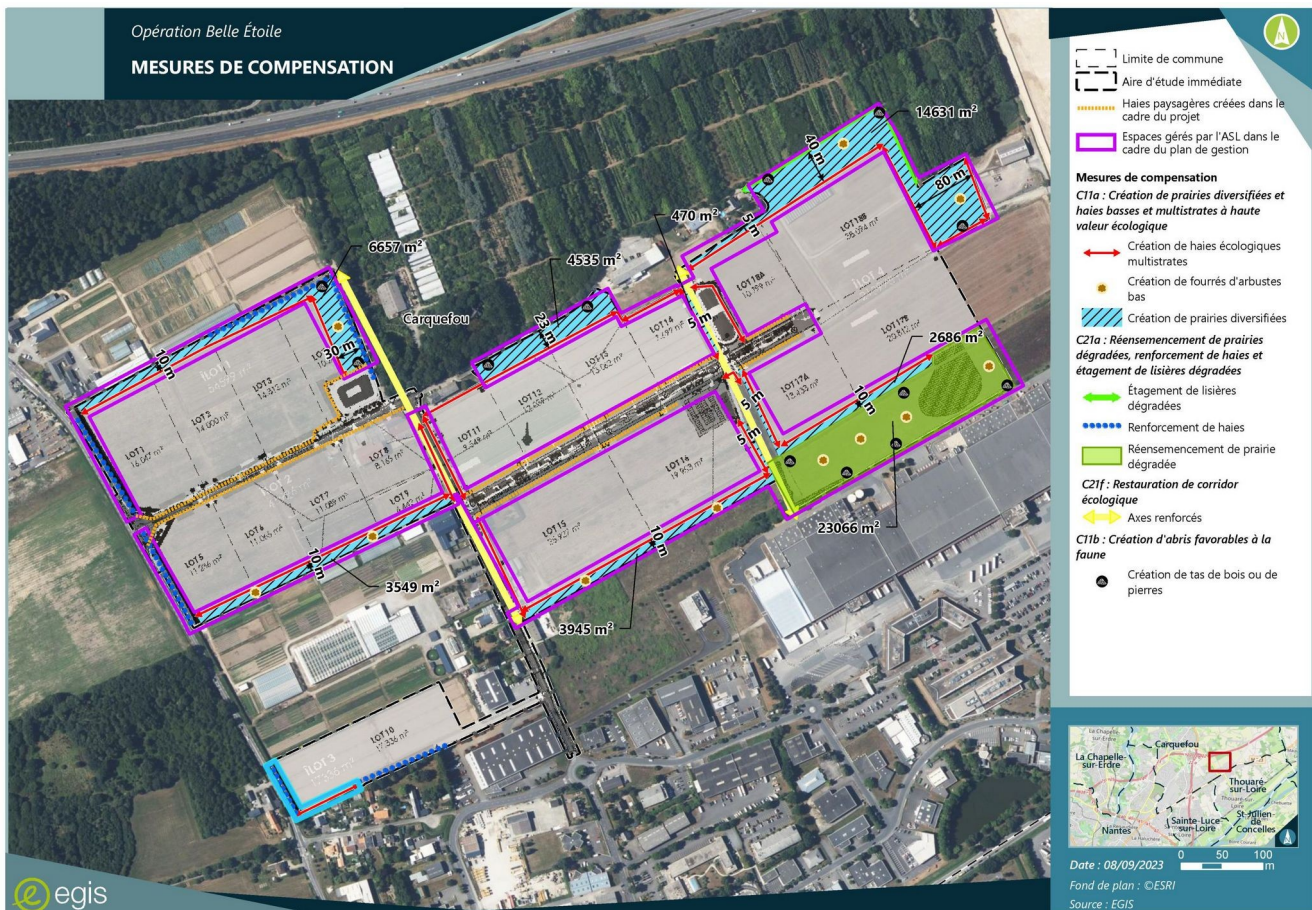 Opération Belle Étoile
MESURES DE COMPENSATION
14631 m²
40 m
80 m
470 m²
5 m
6657 m²
4535 m²
Carquefou
23 m
30 m
10 m
5 m
2686 m²
10 m
5 m
5 m
23066 m²
10 m
3549 m²
10 m
3945 m²
LOT 1
LOT 2
14 000 m²
LOT 3
LOT 5
LOT 6
LOT 7
LOT 8
LOT 9
LOT 10
ÎLOT 3
LOT 11
LOT 12
LOT 13
LOT 14
LOT 15
LOT 16
LOT 17A
LOT 17B
LOT 18A
LOT 18B
Limite de commune
Aire d'étude immédiate
Haies paysagères créées dans le
cadre du projet
Espaces gérés par l'ASL dans le
cadre du plan de gestion
Mesures de compensation
C11a : Création de prairies diversifiées et
haies basses et multistrates à haute
valeur écologique
Création de haies écologiques
multistrates
Création de fourrés d'arbustes
bas
Création de prairies diversifiées
C21a : Réensemencement de prairies
dégradées, renforcement de haies et
étagement de lisières dégradées
Étagement de lisières
dégradées
Renforcement de haies
Réensemencement de prairie
dégradée
C21f : Restauration de corridor
écologique
Axes renforcés
C11b : Création d'abris favorables à la
faune
Création de tas de bois ou de
pierres
La Chapelle-
sur-Erdre
Carquefou
Thouaré-
sur-Loire
Nantes
Sainte-Luce-
sur-Loire
St-Julien-
de
Concelles
Date : 08/09/2023
0 50 100
m
Fond de plan : ©ESRI
Source : EGIS
egis
N